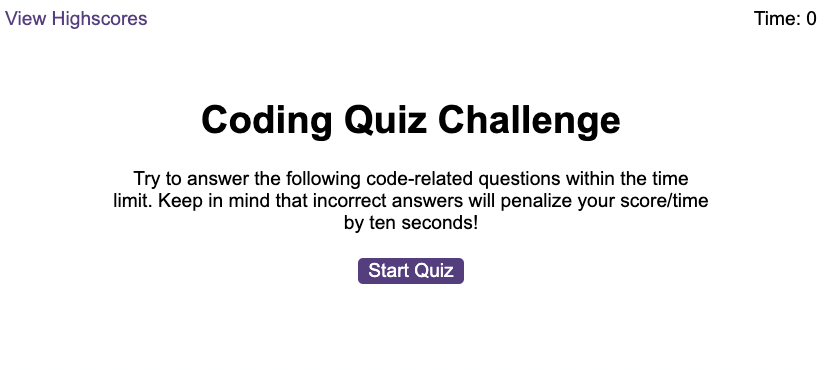 View Highscores
Time: 0
Coding Quiz Challenge
Try to answer the following code-related questions within the time
limit. Keep in mind that incorrect answers will penalize your score/time
by ten seconds!
Start Quiz